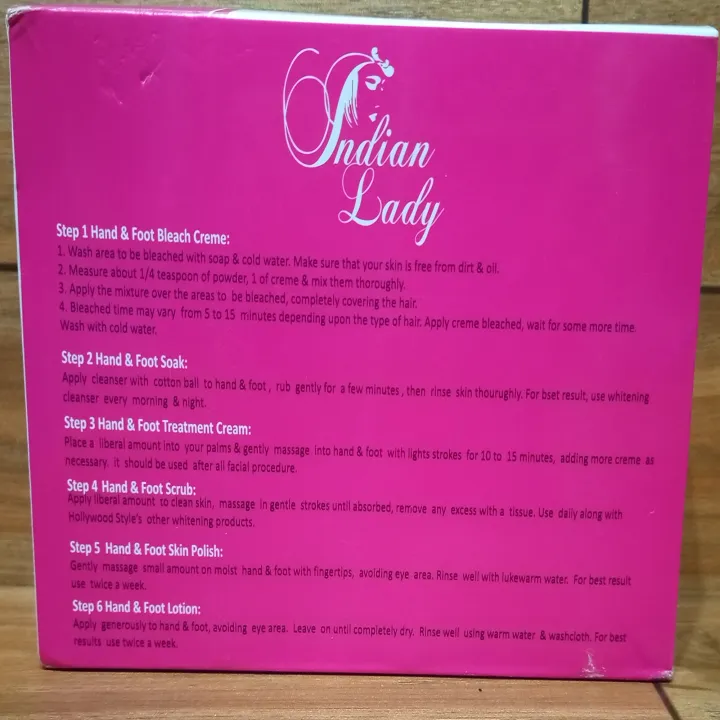 Indian
Lady
Step 1 Hand & Foot Bleach Creme:
1. Wash area to be bleached with soap & cold water. Make sure that your skin is free from dirt & oil.
2. Measure about 1/4 teaspoon of powder, 1 of creme & mix them thoroughly.
3. Apply the mixture over the areas to be bleached, completely covering the hair.
4. Bleached time may vary from 5 to 15 minutes depending upon the type of hair. Apply creme bleached, wait for some more time.
Wash with cold water.
Step 2 Hand & Foot Soak:
Apply cleanser with cotton ball to hand & foot , rub gently for a few minutes , then rinse skin thourughly. For bset result, use whitening
cleanser every morning & night.
Step 3 Hand & Foot Treatment Cream:
Place a liberal amount into your palms & gently massage into hand & foot with lights strokes for 10 to 15 minutes, adding more creme as
necessary. it should be used after all facial procedure.
Step 4 Hand & Foot Scrub:
Apply liberal amount to clean skin, massage in gentle strokes until absorbed, remove any excess with a tissue. Use daily along with
Hollywood Style's other whitening products.
Step 5 Hand & Foot Skin Polish:
Gently massage small amount on moist hand & foot with fingertips, avoiding eye area. Rinse well with lukewarm water. For best result
use twice a week.
Step 6 Hand & Foot Lotion:
Apply generously to hand & foot, avoiding eye area. Leave on until completely dry. Rinse well using warm water & washcloth. For best
results use twice a week.